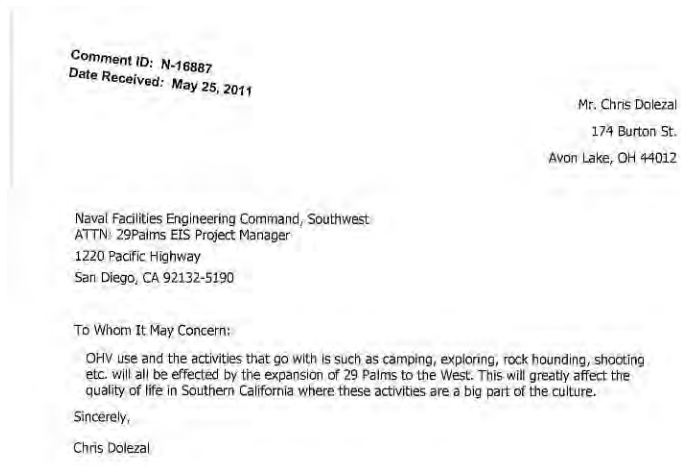 Comment ID: N-16887
Date Received: May 25, 2011
Mr. Chris Dolezal
174 Burton St.
Avon Lake, OH 44012
Naval Facilities Engineering Command, Southwest
ATTN: 29Palms EIS Project Manager
1220 Pacific Highway
San Diego, CA 92132-5190
To Whom It May Concern:
OHV use and the activities that go with is such as camping, exploring, rock hounding, shooting
etc. will all be effected by the expansion of 29 Palms to the West. This will greatly affect the
quality of life in Southern California where these activities are a big part of the culture.
Sincerely,
Chris Dolezal